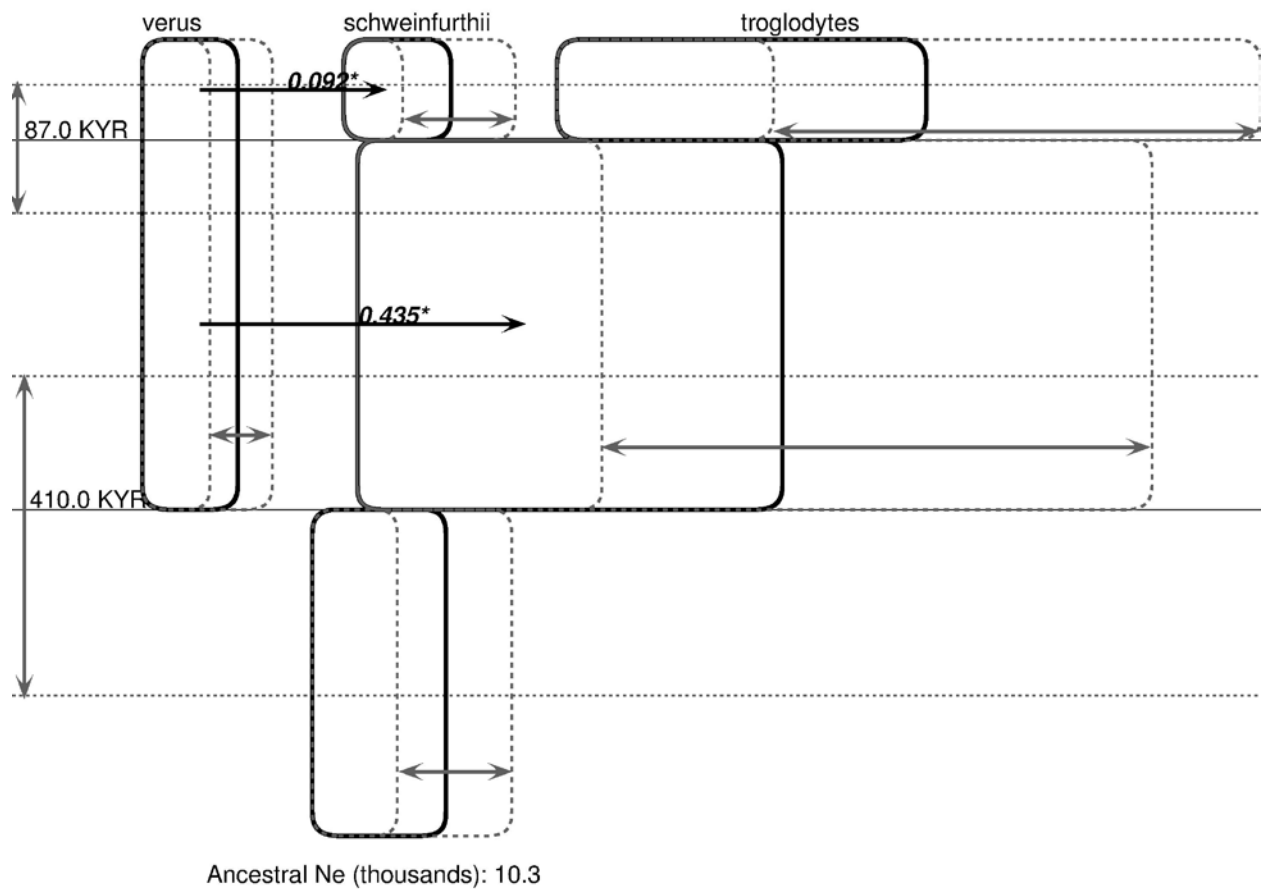 verus
schweinfurthii
troglodytes
0.092*
87.0 KYR
0.435*
410.0 KYR
Ancestral Ne (thousands): 10.3